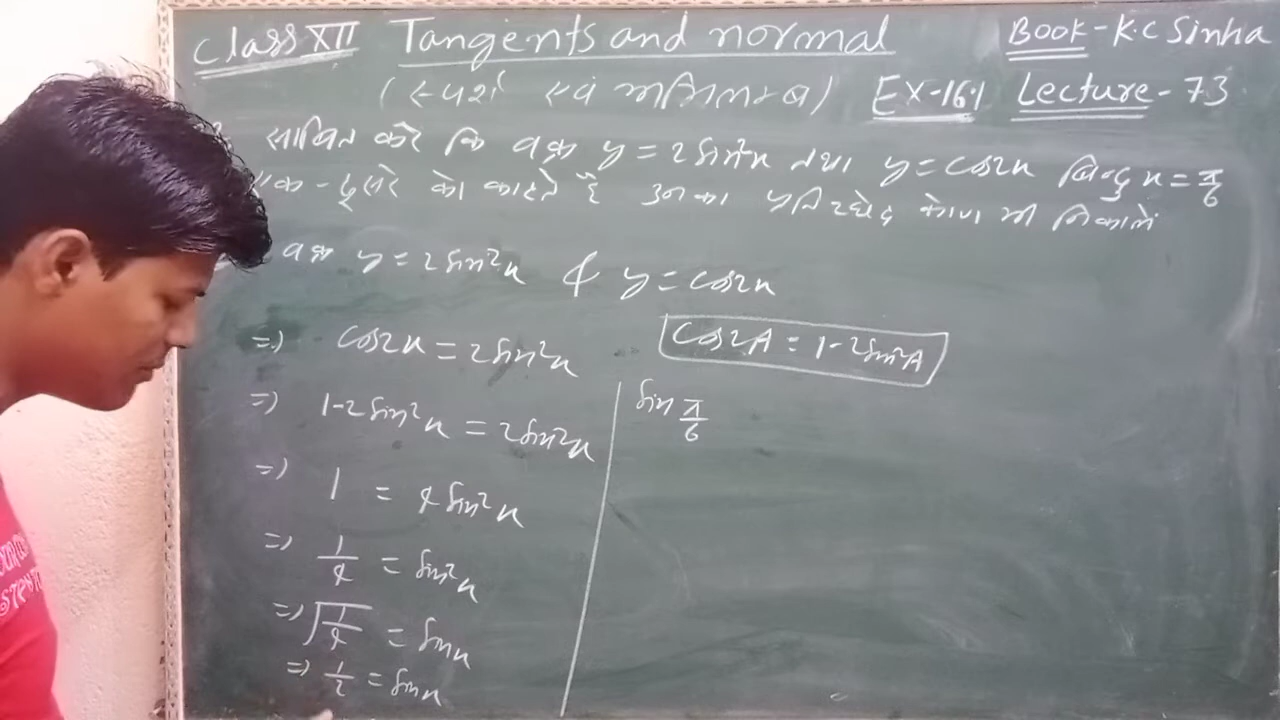 Class XII Tangents and normal Book - K.C Sinha
(स्पर्श एवं अभिलम्ब) EX-16.1 Lecture - 73
साबित करें कि वक्र y = 2sin²x तथा y = cos2x बिन्दु x = π/6
एक - दूसरे को काटते हैं उनका प्रतिच्छेद कोण भी निकालें
वक्र y = 2sin²x & y = cos2x
=) cos2x = 2sin²x
cos2A = 1-2sin²A
=) 1-2sin²x = 2sin²x
=) 1 = 4sin²x
=) 1/4 = sin²x
=) √1/4 = sinx
=) 1/2 = sinx
sin π/6